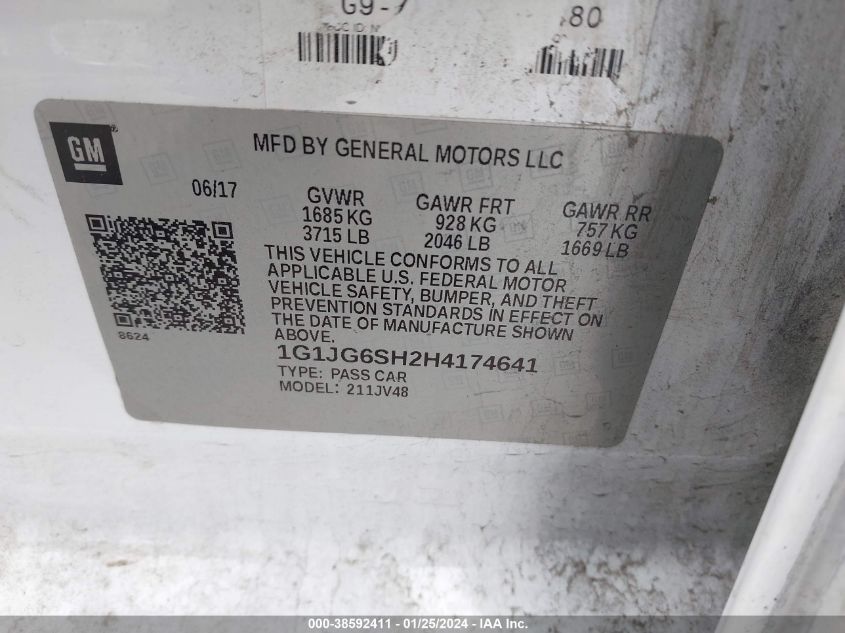 G9-
80
GM
MFD BY GENERAL MOTORS LLC
06/17
GVWR
1685 KG
3715 LB
GAWR FRT
928 KG
2046 LB
GAWR RR
757 KG
1669 LB
THIS VEHICLE CONFORMS TO ALL
APPLICABLE U.S. FEDERAL MOTOR
VEHICLE SAFETY, BUMPER, AND THEFT
PREVENTION STANDARDS IN EFFECT ON
THE DATE OF MANUFACTURE SHOWN
ABOVE.
8624
1G1JG6SH2H4174641
TYPE: PASS CAR
MODEL: 211JV48
000-38592411 - 01/25/2024 - IAA Inc.